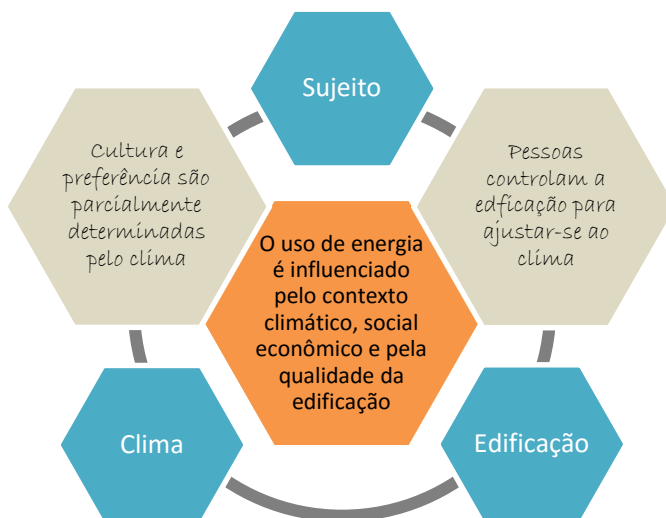 Sujeito
Cultura e
preferência são
parcialmente
determinadas
pelo clima
Pessoas
controlam a
edficação para
ajustar-se ao
clima
O uso de energia
é influenciado
pelo contexto
climático, social
econômico e pela
qualidade da
edificação
Clima
Edificação